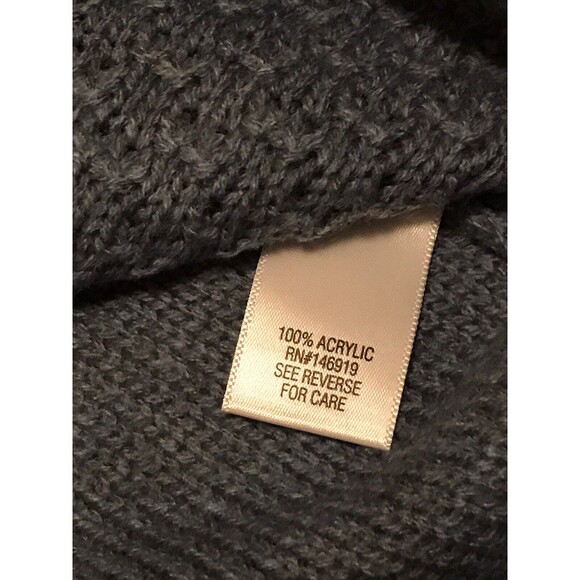 100% ACRYLIC
RN#146919
SEE REVERSE
FOR CARE